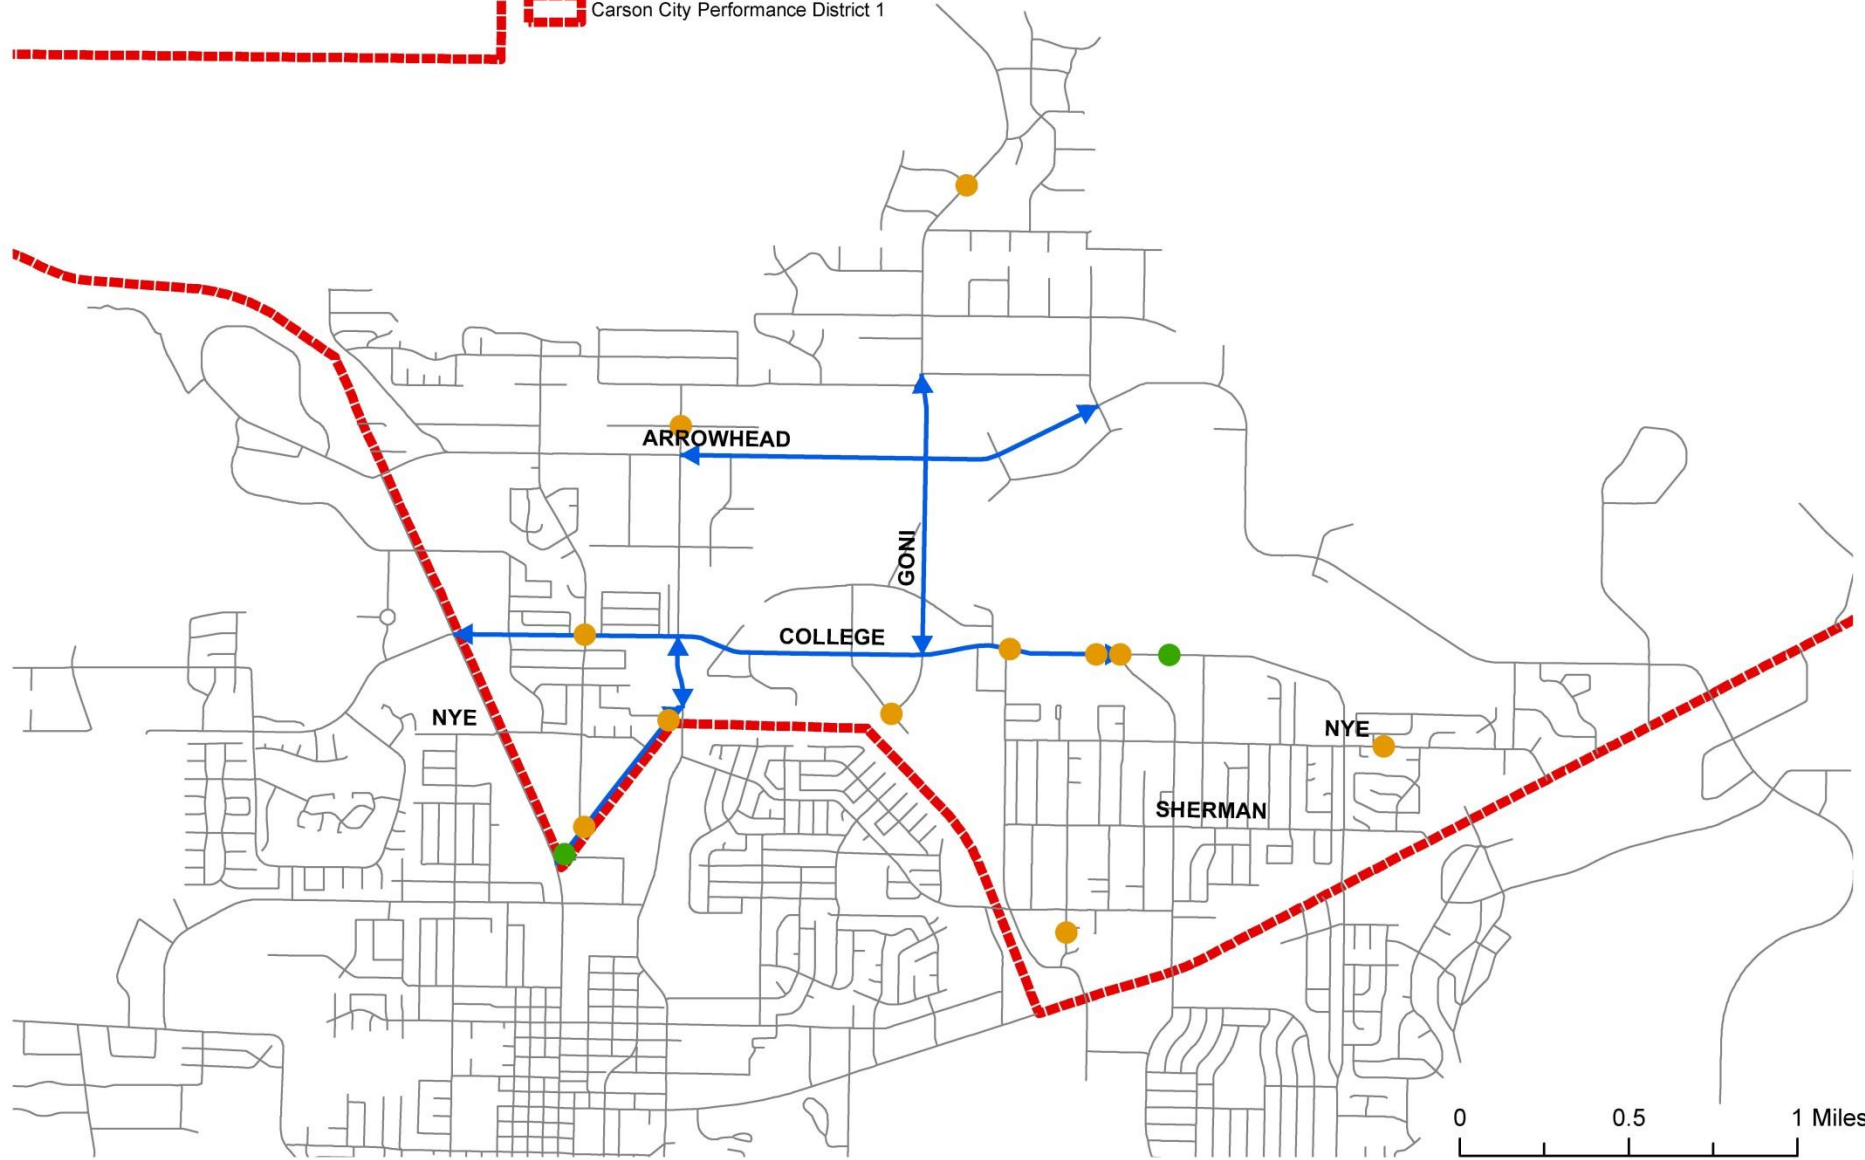 Carson City Performance District 1
ARROWHEAD
GONI
COLLEGE
NYE
NYE
SHERMAN
0 0.5 1 Miles